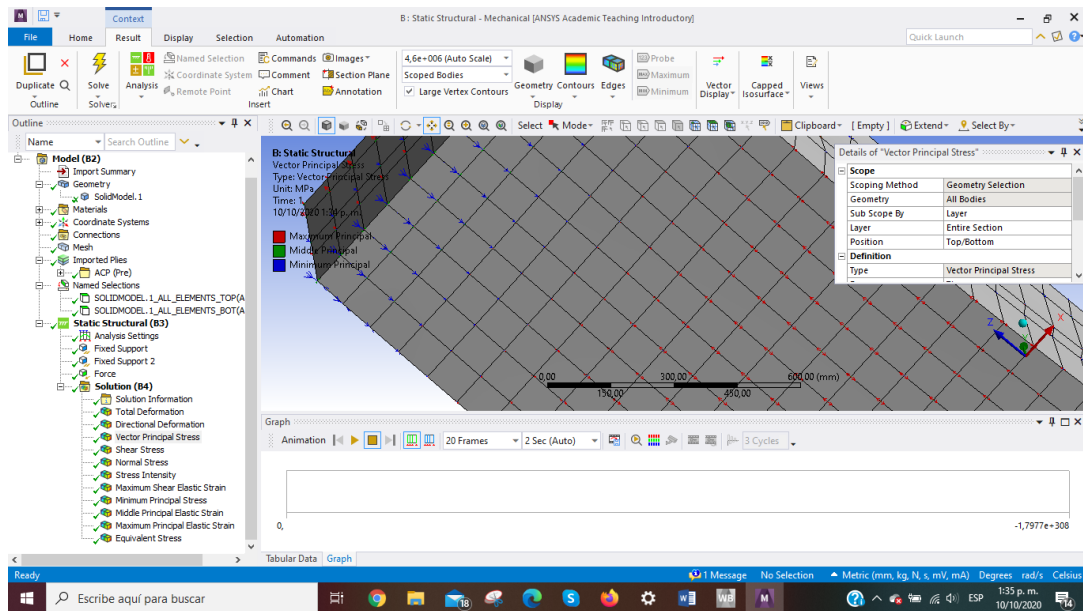 Context
B : Static Structural - Mechanical [ANSYS Academic Teaching Introductory]
File Home Result Display Selection Automation
Quick Launch
Duplicate
Outline
Solve
Solver
Analysis
Named Selection
Coordinate System
Remote Point
Commands
Comment
Chart
Images
Section Plane
Annotation
Insert
4,6e+006 (Auto Scale)
Scoped Bodies
Large Vertex Contours
Geometry Contours Edges
Display
Probe
Maximum
Minimum
Vector Display
Capped Isosurface
Views
Outline
Name
Search Outline
Select Mode
Clipboard [ Empty ] Extend Select By
Model (B2)
Import Summary
Geometry
SolidModel.1
Materials
Coordinate Systems
Connections
Mesh
Imported Plies
ACP (Pre)
Named Selections
SOLIDMODEL.1_ALL_ELEMENTS_TOP(A
SOLIDMODEL.1_ALL_ELEMENTS_BOT(A
Static Structural (B3)
Analysis Settings
Fixed Support
Fixed Support 2
Force
Solution (B4)
Solution Information
Total Deformation
Directional Deformation
Vector Principal Stress
Shear Stress
Normal Stress
Stress Intensity
Maximum Shear Elastic Strain
Minimum Principal Stress
Middle Principal Elastic Strain
Maximum Principal Elastic Strain
Equivalent Stress
B: Static Structural
Vector Principal Stress
Type: Vector Principal Stress
Unit: MPa
Time: 1
10/10/2020 1:34 p. m.
Maximum Principal
Middle Principal
Minimum Principal
0,00 300,00 600,00 (mm)
150,00 450,00
Z X
Details of "Vector Principal Stress"
Scope
Scoping Method Geometry Selection
Geometry All Bodies
Sub Scope By Layer
Layer Entire Section
Position Top/Bottom
Definition
Type Vector Principal Stress
Graph
Animation
20 Frames
2 Sec (Auto)
3 Cycles
0,
-1,7977e+308
Tabular Data Graph
Ready
1 Message No Selection Metric (mm, kg, N, s, mV, mA) Degrees rad/s Celsius
Escribe aquí para buscar
18
WB
M
ESP
1:35 p. m.
10/10/2020
14